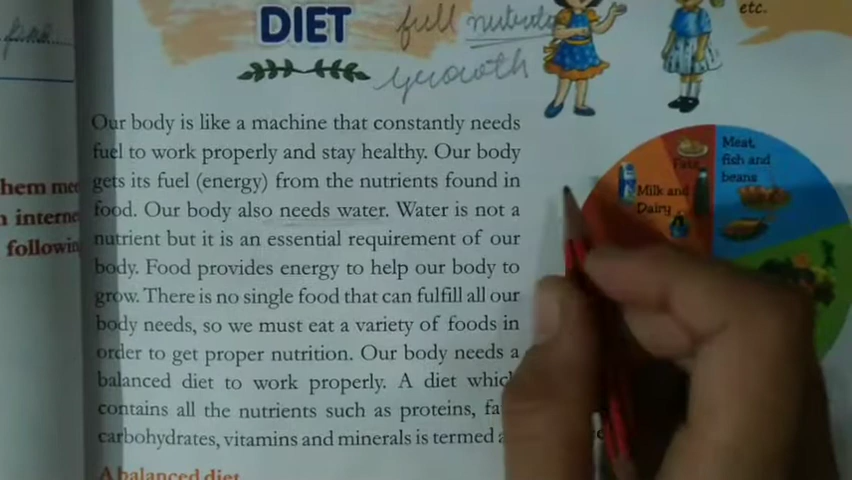 etc.
DIET
full
growth
Our body is like a machine that constantly needs
fuel to work properly and stay healthy. Our body
gets its fuel (energy) from the nutrients found in
food. Our body also needs water. Water is not a
nutrient but it is an essential requirement of our
body. Food provides energy to help our body to
grow. There is no single food that can fulfill all our
body needs, so we must eat a variety of foods in
order to get proper nutrition. Our body needs a
balanced diet to work properly. A diet which
contains all the nutrients such as proteins, fa
carbohydrates, vitamins and minerals is termed a
A balanced diet
hem mee
n interne
followin
Fats
Meat,
fish and
beans
Milk and
Dairy